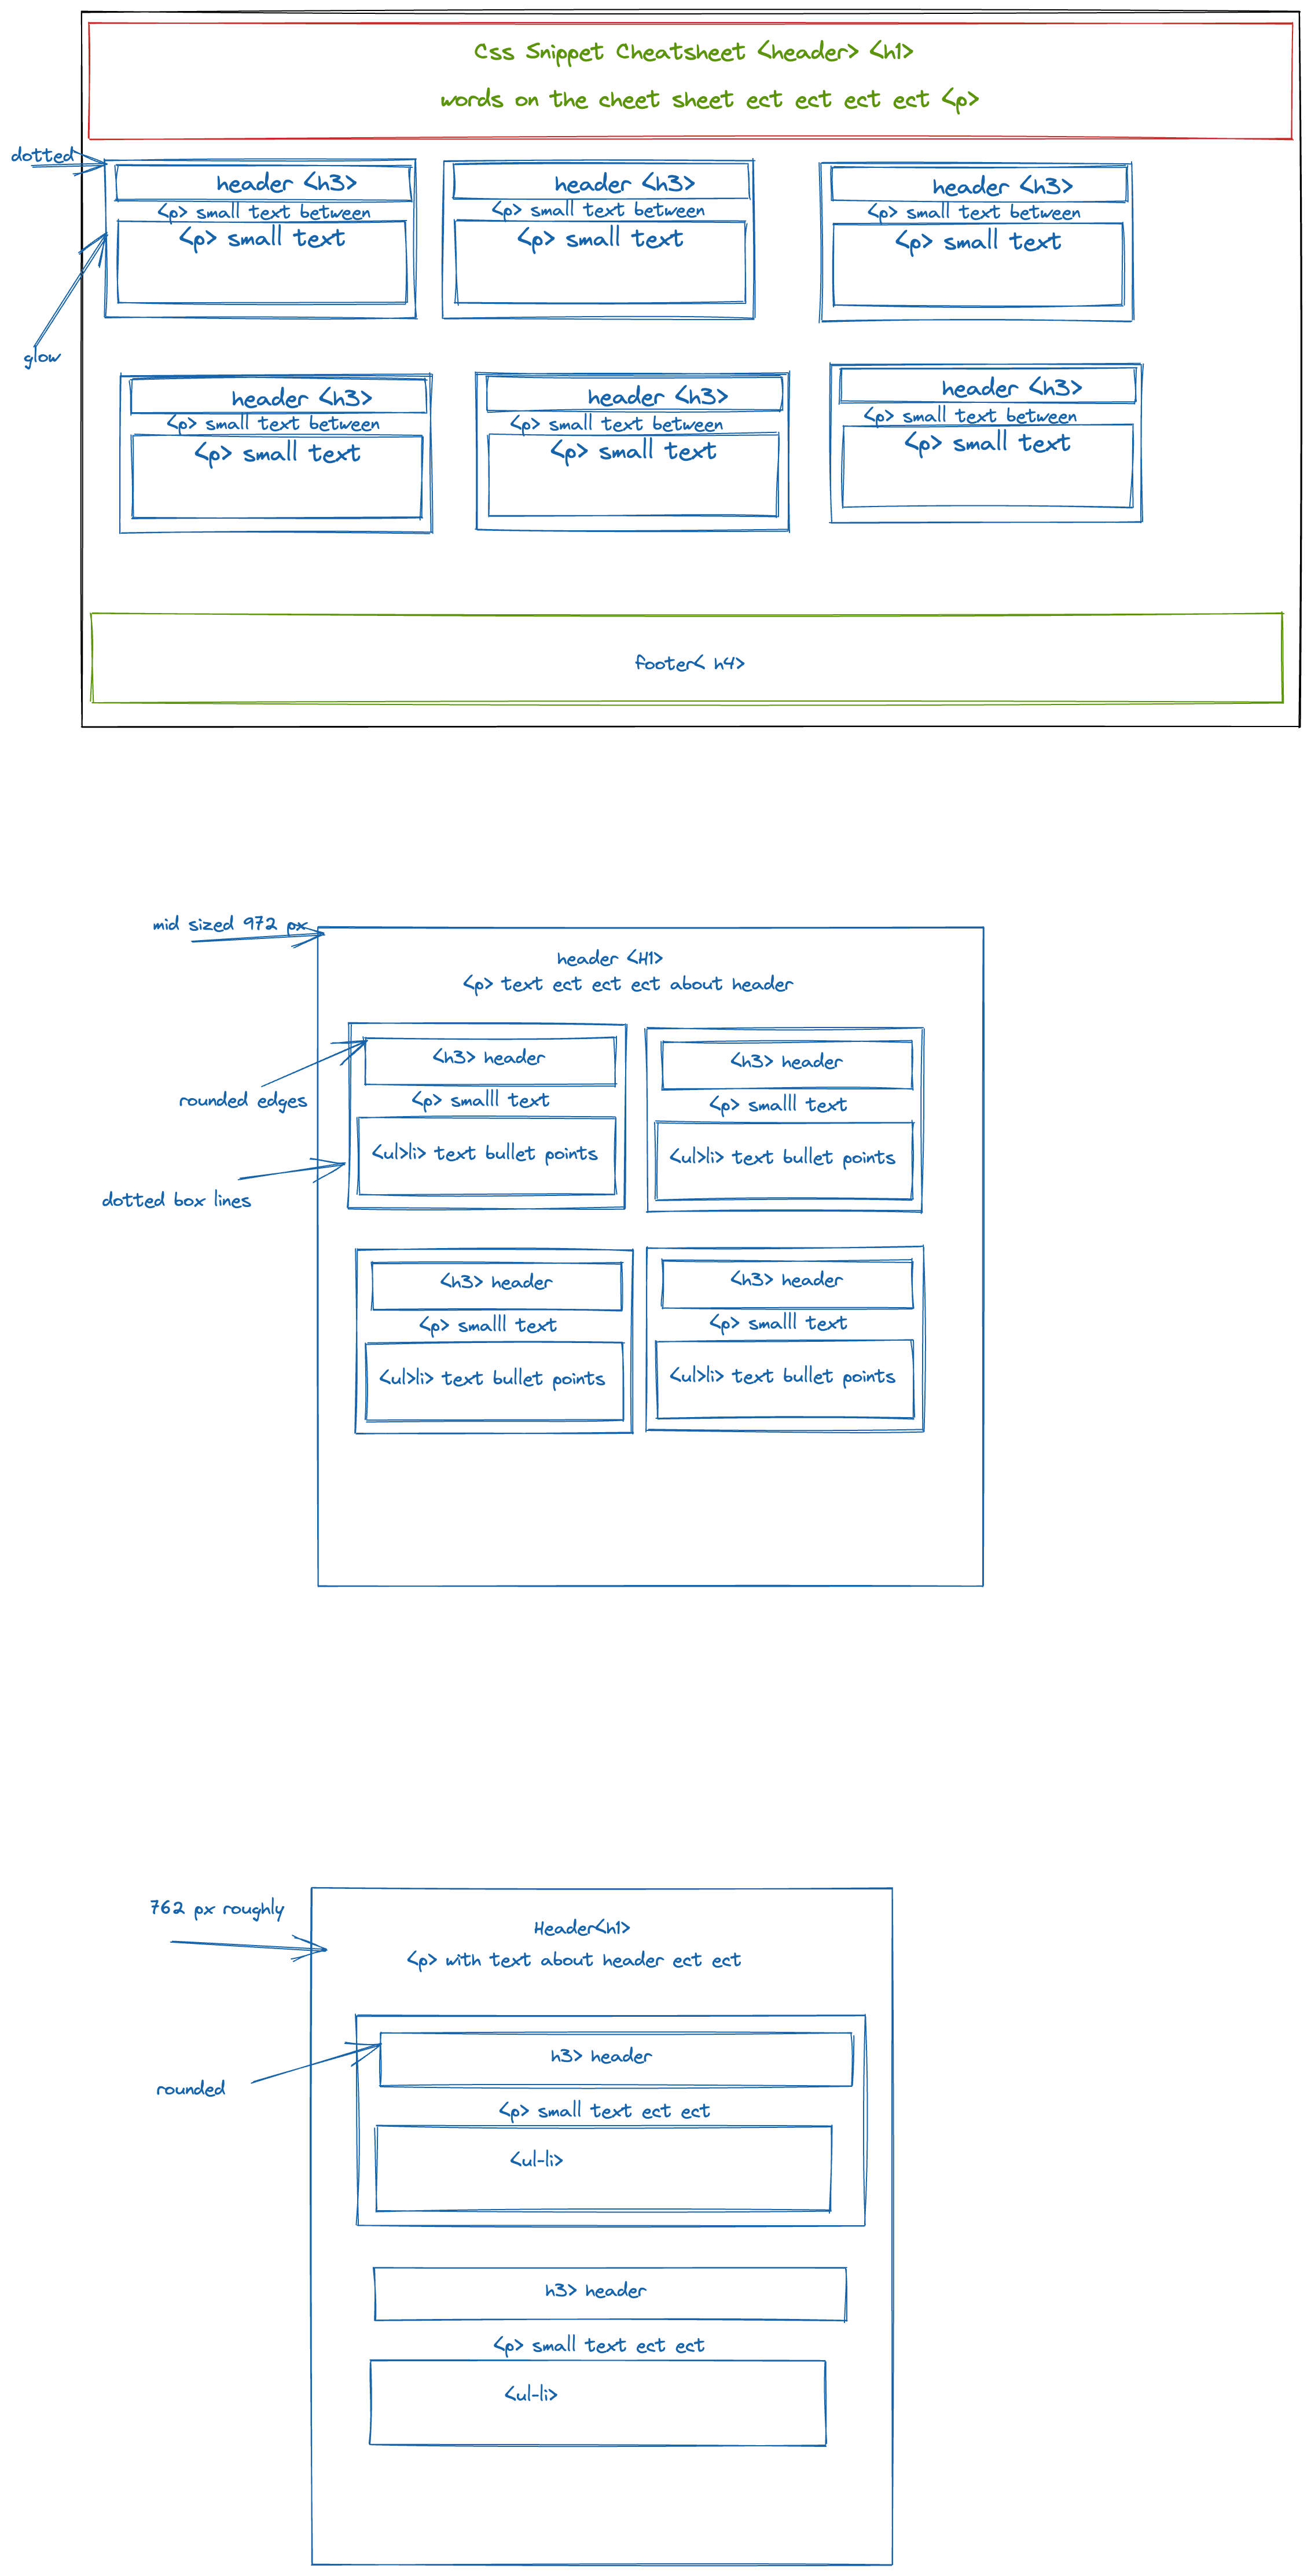 Css Snippet Cheatsheet <header> <h1>
words on the cheet sheet ect ect ect ect <p>
dotted
header <h3>
<p> small text between
<p> small text
header <h3>
<p> small text between
<p> small text
header <h3>
<p> small text between
<p> small text
glow
header <h3>
<p> small text between
<p> small text
header <h3>
<p> small text between
<p> small text
header <h3>
<p> small text between
<p> small text
footer< h4>
mid sized 972 px
header <H1>
<p> text ect ect ect about header
<h3> header
<p> smalll text
<ul>li> text bullet points
<h3> header
<p> smalll text
<ul>li> text bullet points
rounded edges
dotted box lines
<h3> header
<p> smalll text
<ul>li> text bullet points
<h3> header
<p> smalll text
<ul>li> text bullet points
762 px roughly
Header<h1>
<p> with text about header ect ect
rounded
h3> header
<p> small text ect ect
<ul-li>
h3> header
<p> small text ect ect
<ul-li>